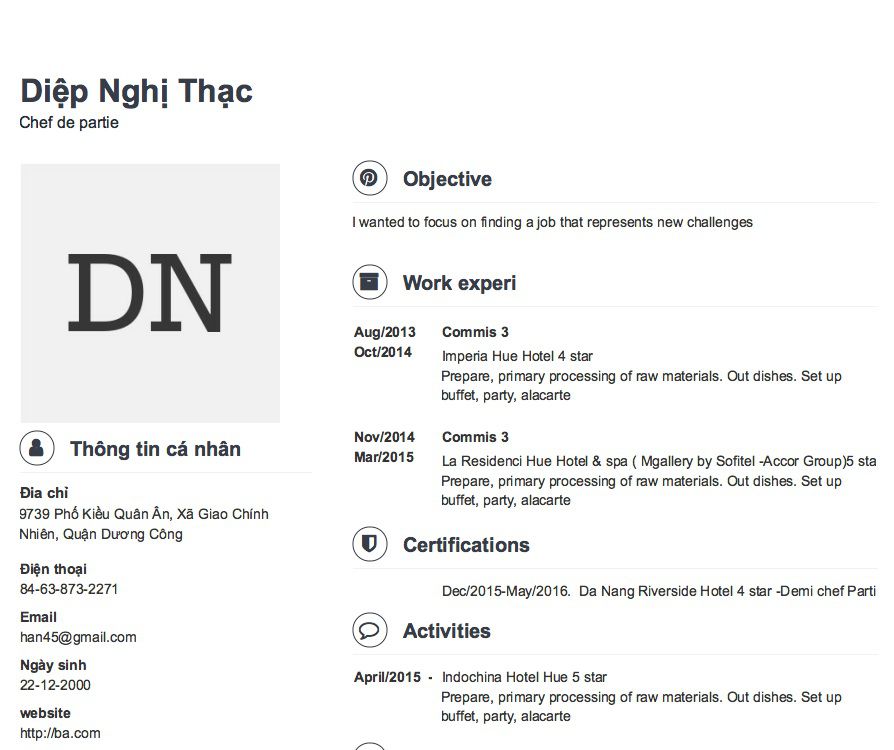 Diệp Nghị Thạc
Chef de partie
DN
Thông tin cá nhân
Đia chỉ
9739 Phố Kiều Quân Ân, Xã Giao Chính
Nhiên, Quận Dương Công
Điện thoại
84-63-873-2271
Email
han45@gmail.com
Ngày sinh
22-12-2000
website
http://ba.com
Objective
I wanted to focus on finding a job that represents new challenges
Work experi
Aug/2013
Oct/2014
Commis 3
Imperia Hue Hotel 4 star
Prepare, primary processing of raw materials. Out dishes. Set up
buffet, party, alacarte
Nov/2014
Mar/2015
Commis 3
La Residenci Hue Hotel & spa ( Mgallery by Sofitel -Accor Group)5 sta
Prepare, primary processing of raw materials. Out dishes. Set up
buffet, party, alacarte
Certifications
Dec/2015-May/2016. Da Nang Riverside Hotel 4 star -Demi chef Parti
Activities
April/2015 - Indochina Hotel Hue 5 star
Prepare, primary processing of raw materials. Out dishes. Set up
buffet, party, alacarte